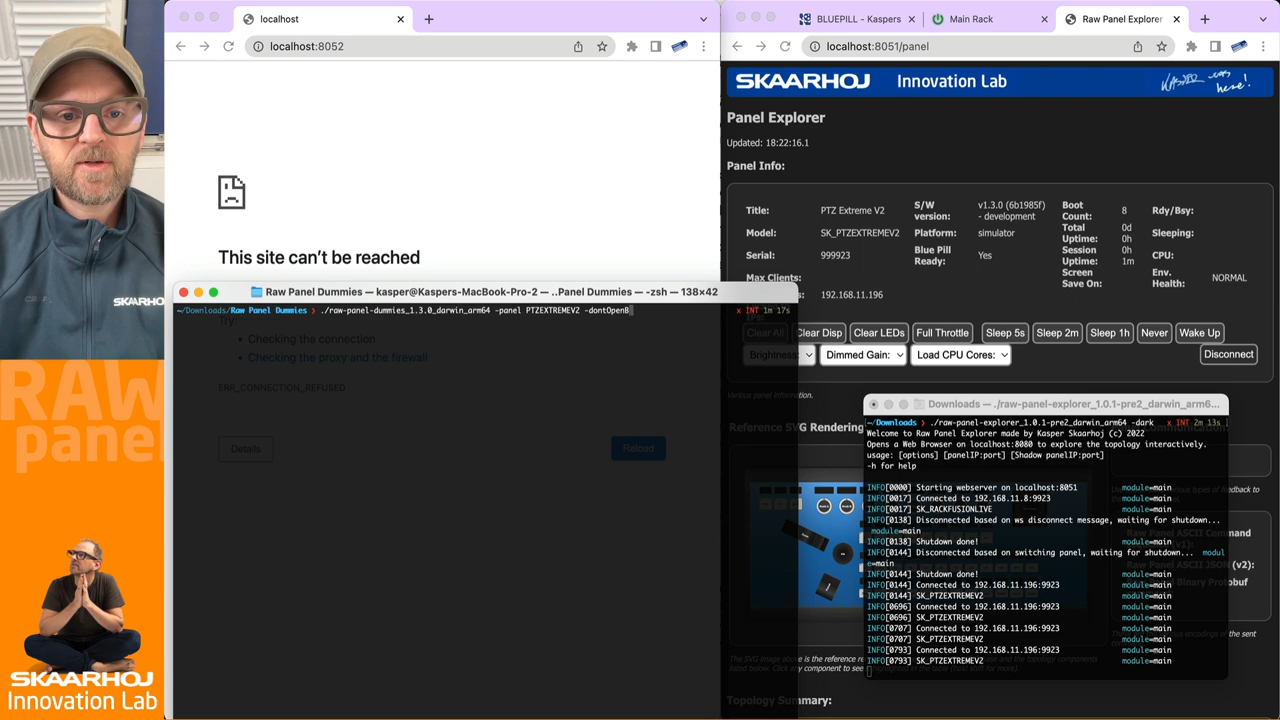 localhost
localhost:8052
This site can't be reached
Raw Panel Dummies — kasper@Kaspers-MacBook-Pro-2 — ..Panel Dummies — -zsh — 138×42
~/Downloads/Raw Panel Dummies ❯ ./raw-panel-dummies_1.3.0_darwin_arm64 -panel PTZEXTREMEV2 -dontOpenB
x INT 1m 17s
Try:
Checking the connection
Checking the proxy and the firewall
ERR_CONNECTION_REFUSED
Details
Reload
BLUEPILL - Kaspers
Main Rack
Raw Panel Explorer
localhost:8051/panel
SKAARHOJ
Innovation Lab
KASPER was here!
Panel Explorer
Updated: 18:22:16.1
Panel Info:
Title: PTZ Extreme V2
Model: SK_PTZEXTREMEV2
Serial: 999923
Max Clients
192.168.11.196
S/W version: v1.3.0 (6b1985f) - development
Platform: simulator
Blue Pill Ready: Yes
Boot Count: 8
Total Uptime: 0d 0h
Session Uptime: 0h 1m
Screen Save On:
Rdy/Bsy:
Sleeping:
CPU:
Env. Health: NORMAL
Clear All
Clear Disp
Clear LEDs
Full Throttle
Sleep 5s
Sleep 2m
Sleep 1h
Never
Wake Up
Brightness:
Dimmed Gain:
Load CPU Cores:
Disconnect
Various panel information.
Reference SVG Rendering
Downloads — ./raw-panel-explorer_1.0.1-pre2_darwin_arm6...
~/Downloads ❯ ./raw-panel-explorer_1.0.1-pre2_darwin_arm64 -dark x INT 2m 13s
Welcome to Raw Panel Explorer made by Kasper Skaarhoj (c) 2022
Opens a Web Browser on localhost:8080 to explore the topology interactively.
usage: [options] [panelIP:port] [Shadow panelIP:port]
-h for help
INFO[0000] Starting webserver on localhost:8051 module=main
INFO[0017] Connected to 192.168.11.8:9923 module=main
INFO[0017] SK_RACKFUSIONLIVE module=main
INFO[0138] Disconnected based on ws disconnect message, waiting for shutdown...
module=main
INFO[0138] Shutdown done! module=main
INFO[0144] Disconnected based on switching panel, waiting for shutdown... modul
e=main
INFO[0144] Shutdown done! module=main
INFO[0144] Connected to 192.168.11.196:9923 module=main
INFO[0144] SK_PTZEXTREMEV2 module=main
INFO[0696] Connected to 192.168.11.196:9923 module=main
INFO[0696] SK_PTZEXTREMEV2 module=main
INFO[0707] Connected to 192.168.11.196:9923 module=main
INFO[0707] SK_PTZEXTREMEV2 module=main
INFO[0793] Connected to 192.168.11.196:9923 module=main
INFO[0793] SK_PTZEXTREMEV2 module=main
Topology Summary:
SKAARHOJ
RAW
panel
SKAARHOJ
Innovation Lab